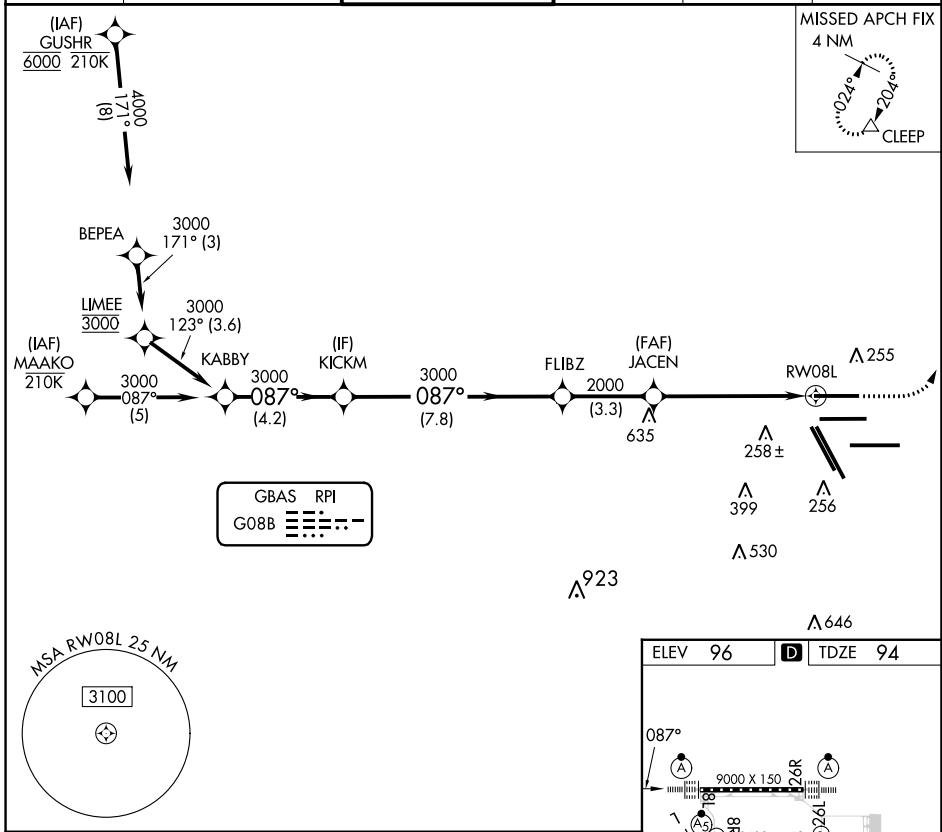 (IAF)
GUSHR
6000 210K
4000
171°
(8)
MISSED APCH FIX
4 NM
024°
204°
CLEEP
BEPEA
3000
171° (3)
LIMEE
3000
3000
123° (3.6)
(IAF)
MAAKO
210K
3000
087°
(5)
KABBY
3000
087°
(4.2)
(IF)
KICKM
3000
087°
(7.8)
FLIBZ
2000
(3.3)
(FAF)
JACEN
635
RW08L
255
258 ±
399
256
530
923
646
GBAS RPI
G08B
MSA RW08L 25 NM
3100
ELEV 96 D TDZE 94
087°
A
A
9000 X 150
26R
A5
8R
26L